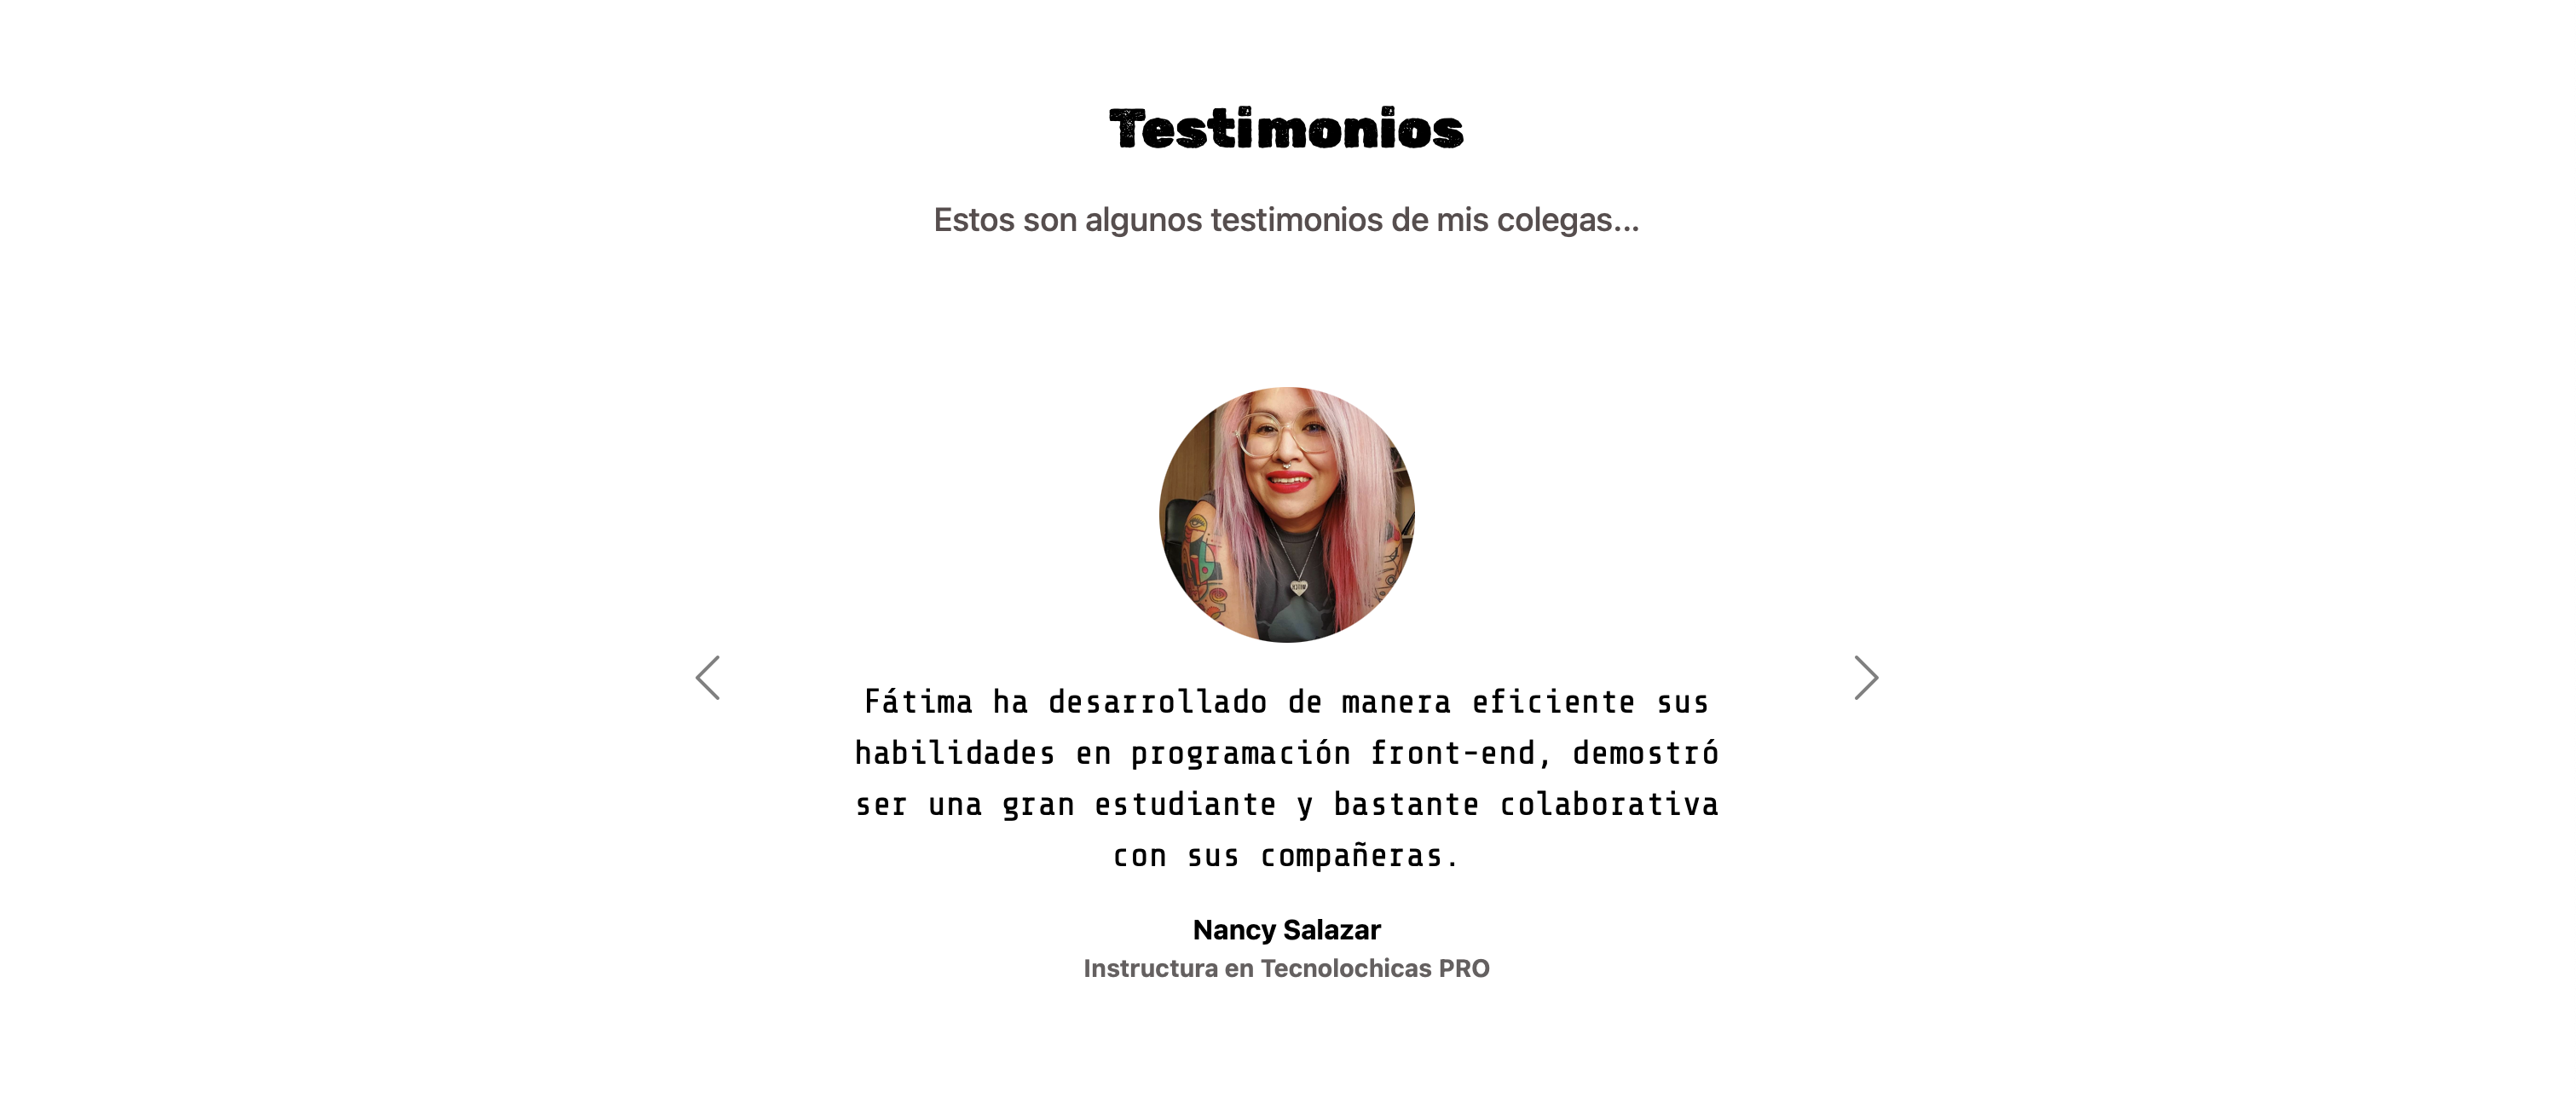 Testimonios
Estos son algunos testimonios de mis colegas...
Fátima ha desarrollado de manera eficiente sus
habilidades en programación front-end, demostró
ser una gran estudiante y bastante colaborativa
con sus compañeras.
Nancy Salazar
Instructura en Tecnolochicas PRO